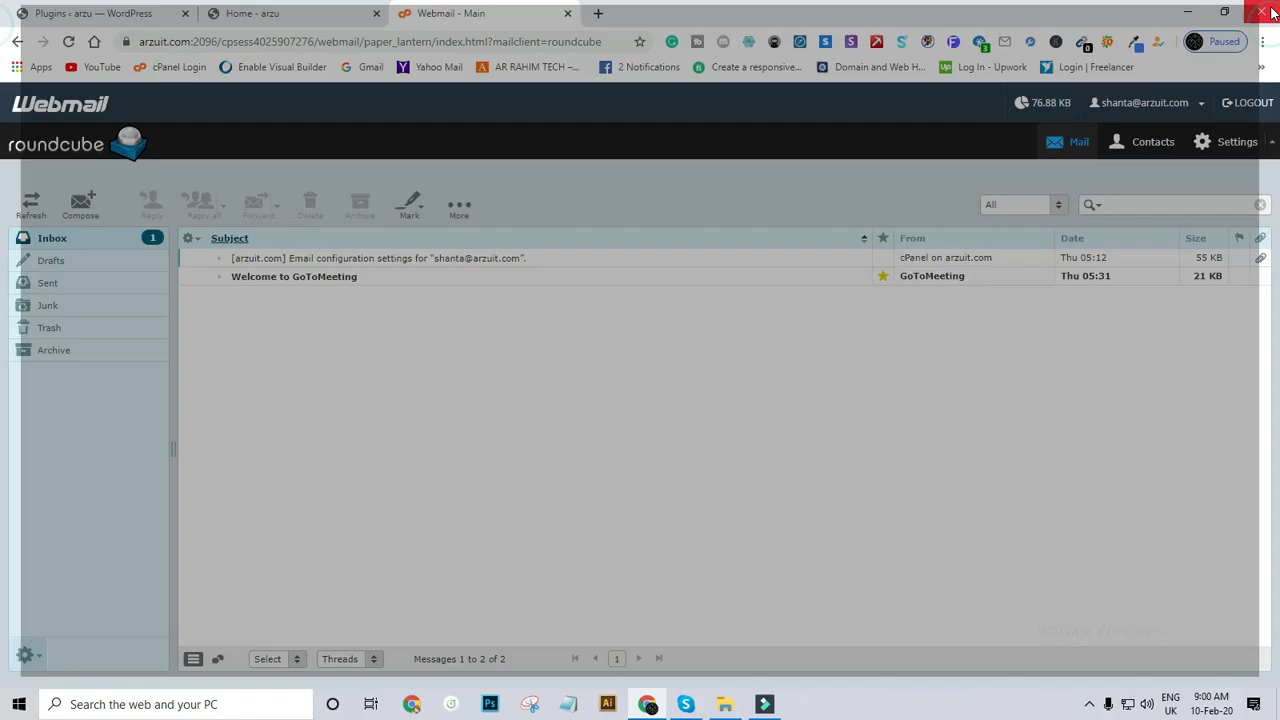 Plugins ‹ arzu — WordPress
Home - arzu
Webmail - Main
arzuit.com:2096/cpsess4025907276/webmail/paper_lantern/index.html?mailclient=roundcube
3
0
Paused
Apps
YouTube
cPanel Login
Enable Visual Builder
Gmail
Yahoo Mail
AR RAHIM TECH –...
2 Notifications
Create a responsive...
Domain and Web H...
Log In - Upwork
Login | Freelancer
»
Webmail
76.88 KB
shanta@arzuit.com
LOGOUT
roundcube
Mail
Contacts
Settings
Refresh
Compose
Reply
Reply all
Forward
Delete
Archive
Mark
More
All
Inbox
1
Drafts
Sent
Junk
Trash
Archive
Subject
From
Date
Size
[arzuit.com] Email configuration settings for “shanta@arzuit.com”.
cPanel on arzuit.com
Thu 05:12
55 KB
Welcome to GoToMeeting
GoToMeeting
Thu 05:31
21 KB
Activate Windows
Select
Threads
Messages 1 to 2 of 2
1
Search the web and your PC
Ps
Ai
ENG
UK
9:00 AM
10-Feb-20